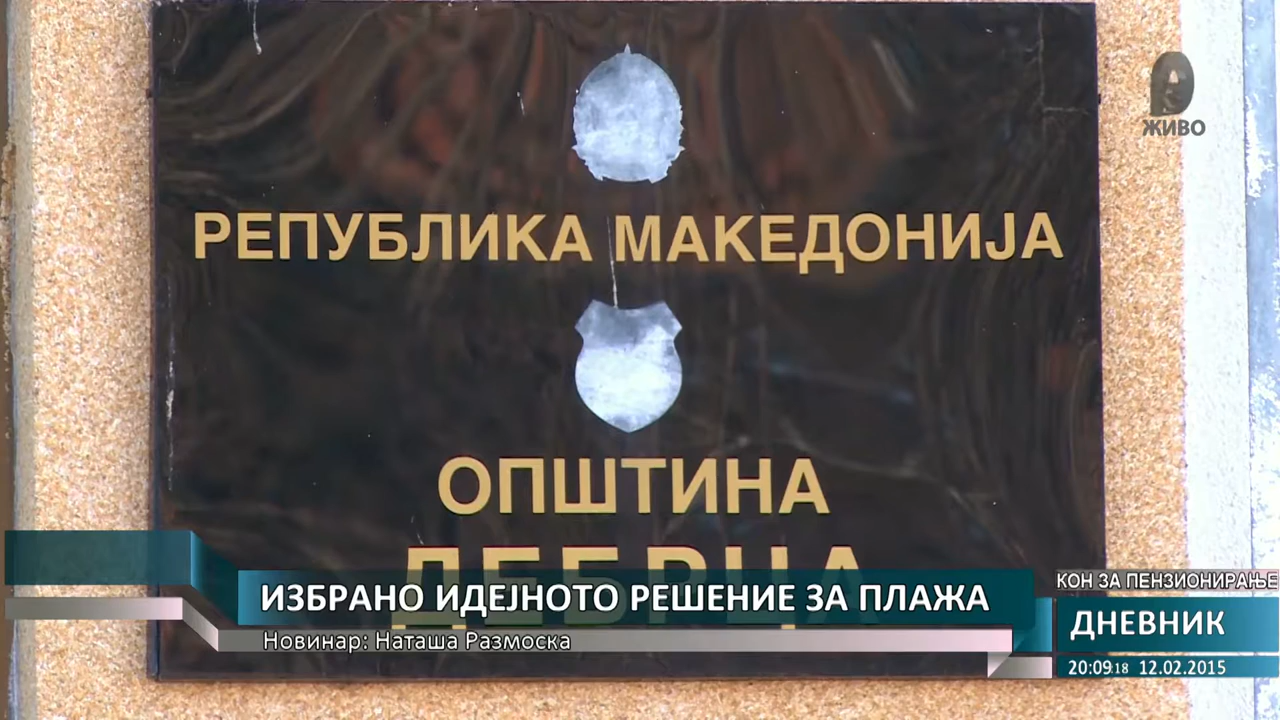 ЖИВО
РЕПУБЛИКА МАКЕДОНИЈА
ОПШТИНА
ДЕБРЦА
ИЗБРАНО ИДЕЈНОТО РЕШЕНИЕ ЗА ПЛАЖА
Новинар: Наташа Размоска
КОН ЗА ПЕНЗИОНИРАЊЕ
ДНЕВНИК
20:09:18 12.02.2015